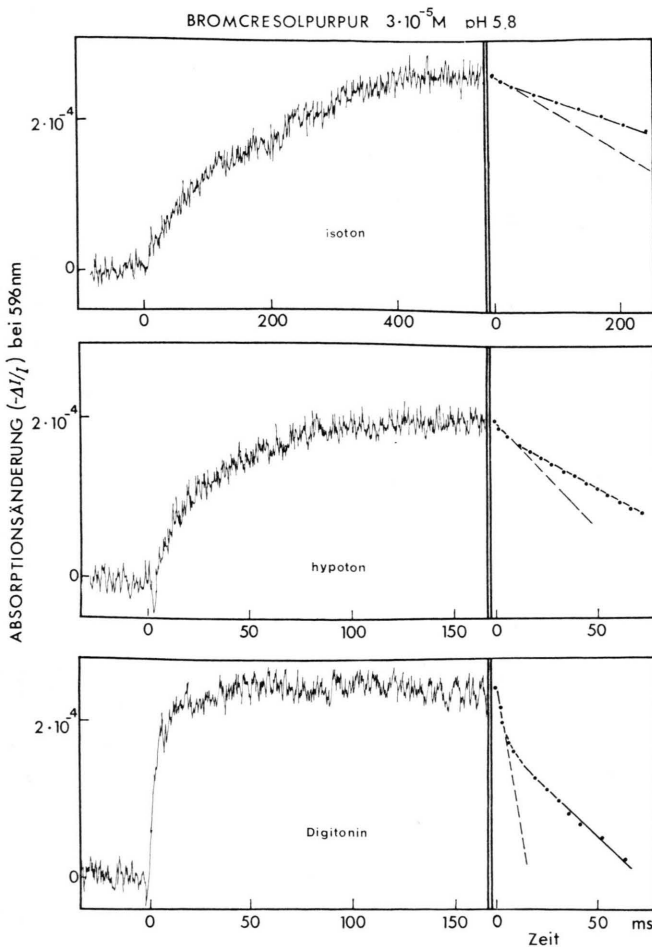 BROMCRESOLPURPUR 3·10⁻⁵M pH 5.8
ABSORPTIONSÄNDERUNG (-ΔI/I) bei 596nm
2·10⁻⁴
0
isoton
0 200 400 0 200
2·10⁻⁴
0
hypoton
0 50 100 150 0 50
2·10⁻⁴
0
Digitonin
0 50 100 150 0 50 ms
Zeit